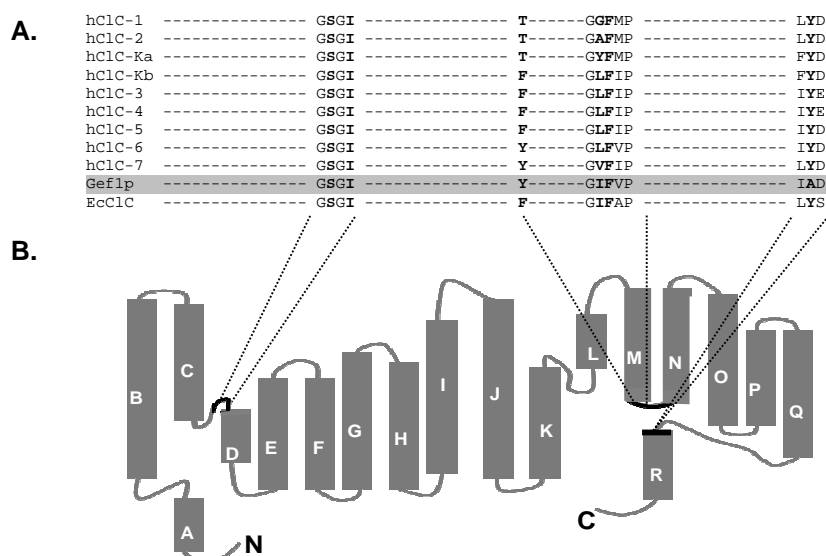 A.
hClC-1 ----------------GSGI------------------T------GGFMP----------------LYD
hClC-2 ----------------GSGI------------------T------GAFMP----------------LYD
hClC-Ka ----------------GSGI------------------T------GYFMP----------------FYD
hClC-Kb ----------------GSGI------------------F------GLFIP----------------FYD
hClC-3 ----------------GSGI------------------F------GLFIP----------------IYE
hClC-4 ----------------GSGI------------------F------GLFIP----------------IYE
hClC-5 ----------------GSGI------------------F------GLFIP----------------IYD
hClC-6 ----------------GSGI------------------Y------GLFVP----------------LYD
hClC-7 ----------------GSGI------------------Y------GVFIP----------------LYD
Gef1p ----------------GSGI------------------Y------GIFVP----------------IAD
EcClC ----------------GSGI------------------F------GIFAP----------------LYS
B.
B C D E F G H I J K L M N O P Q R A
N
C